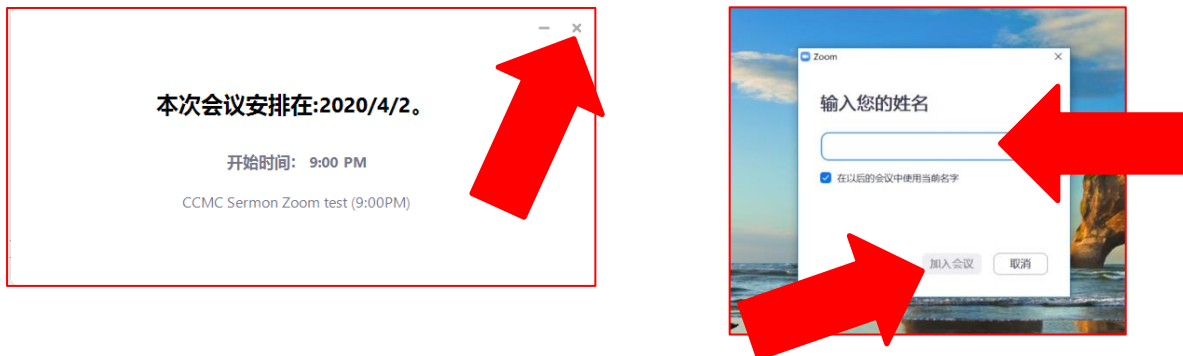 本次会议安排在:2020/4/2。
开始时间： 9:00 PM
CCMC Sermon Zoom test (9:00PM)
Zoom
输入您的姓名
在以后的会议中使用当前名字
加入会议
取消